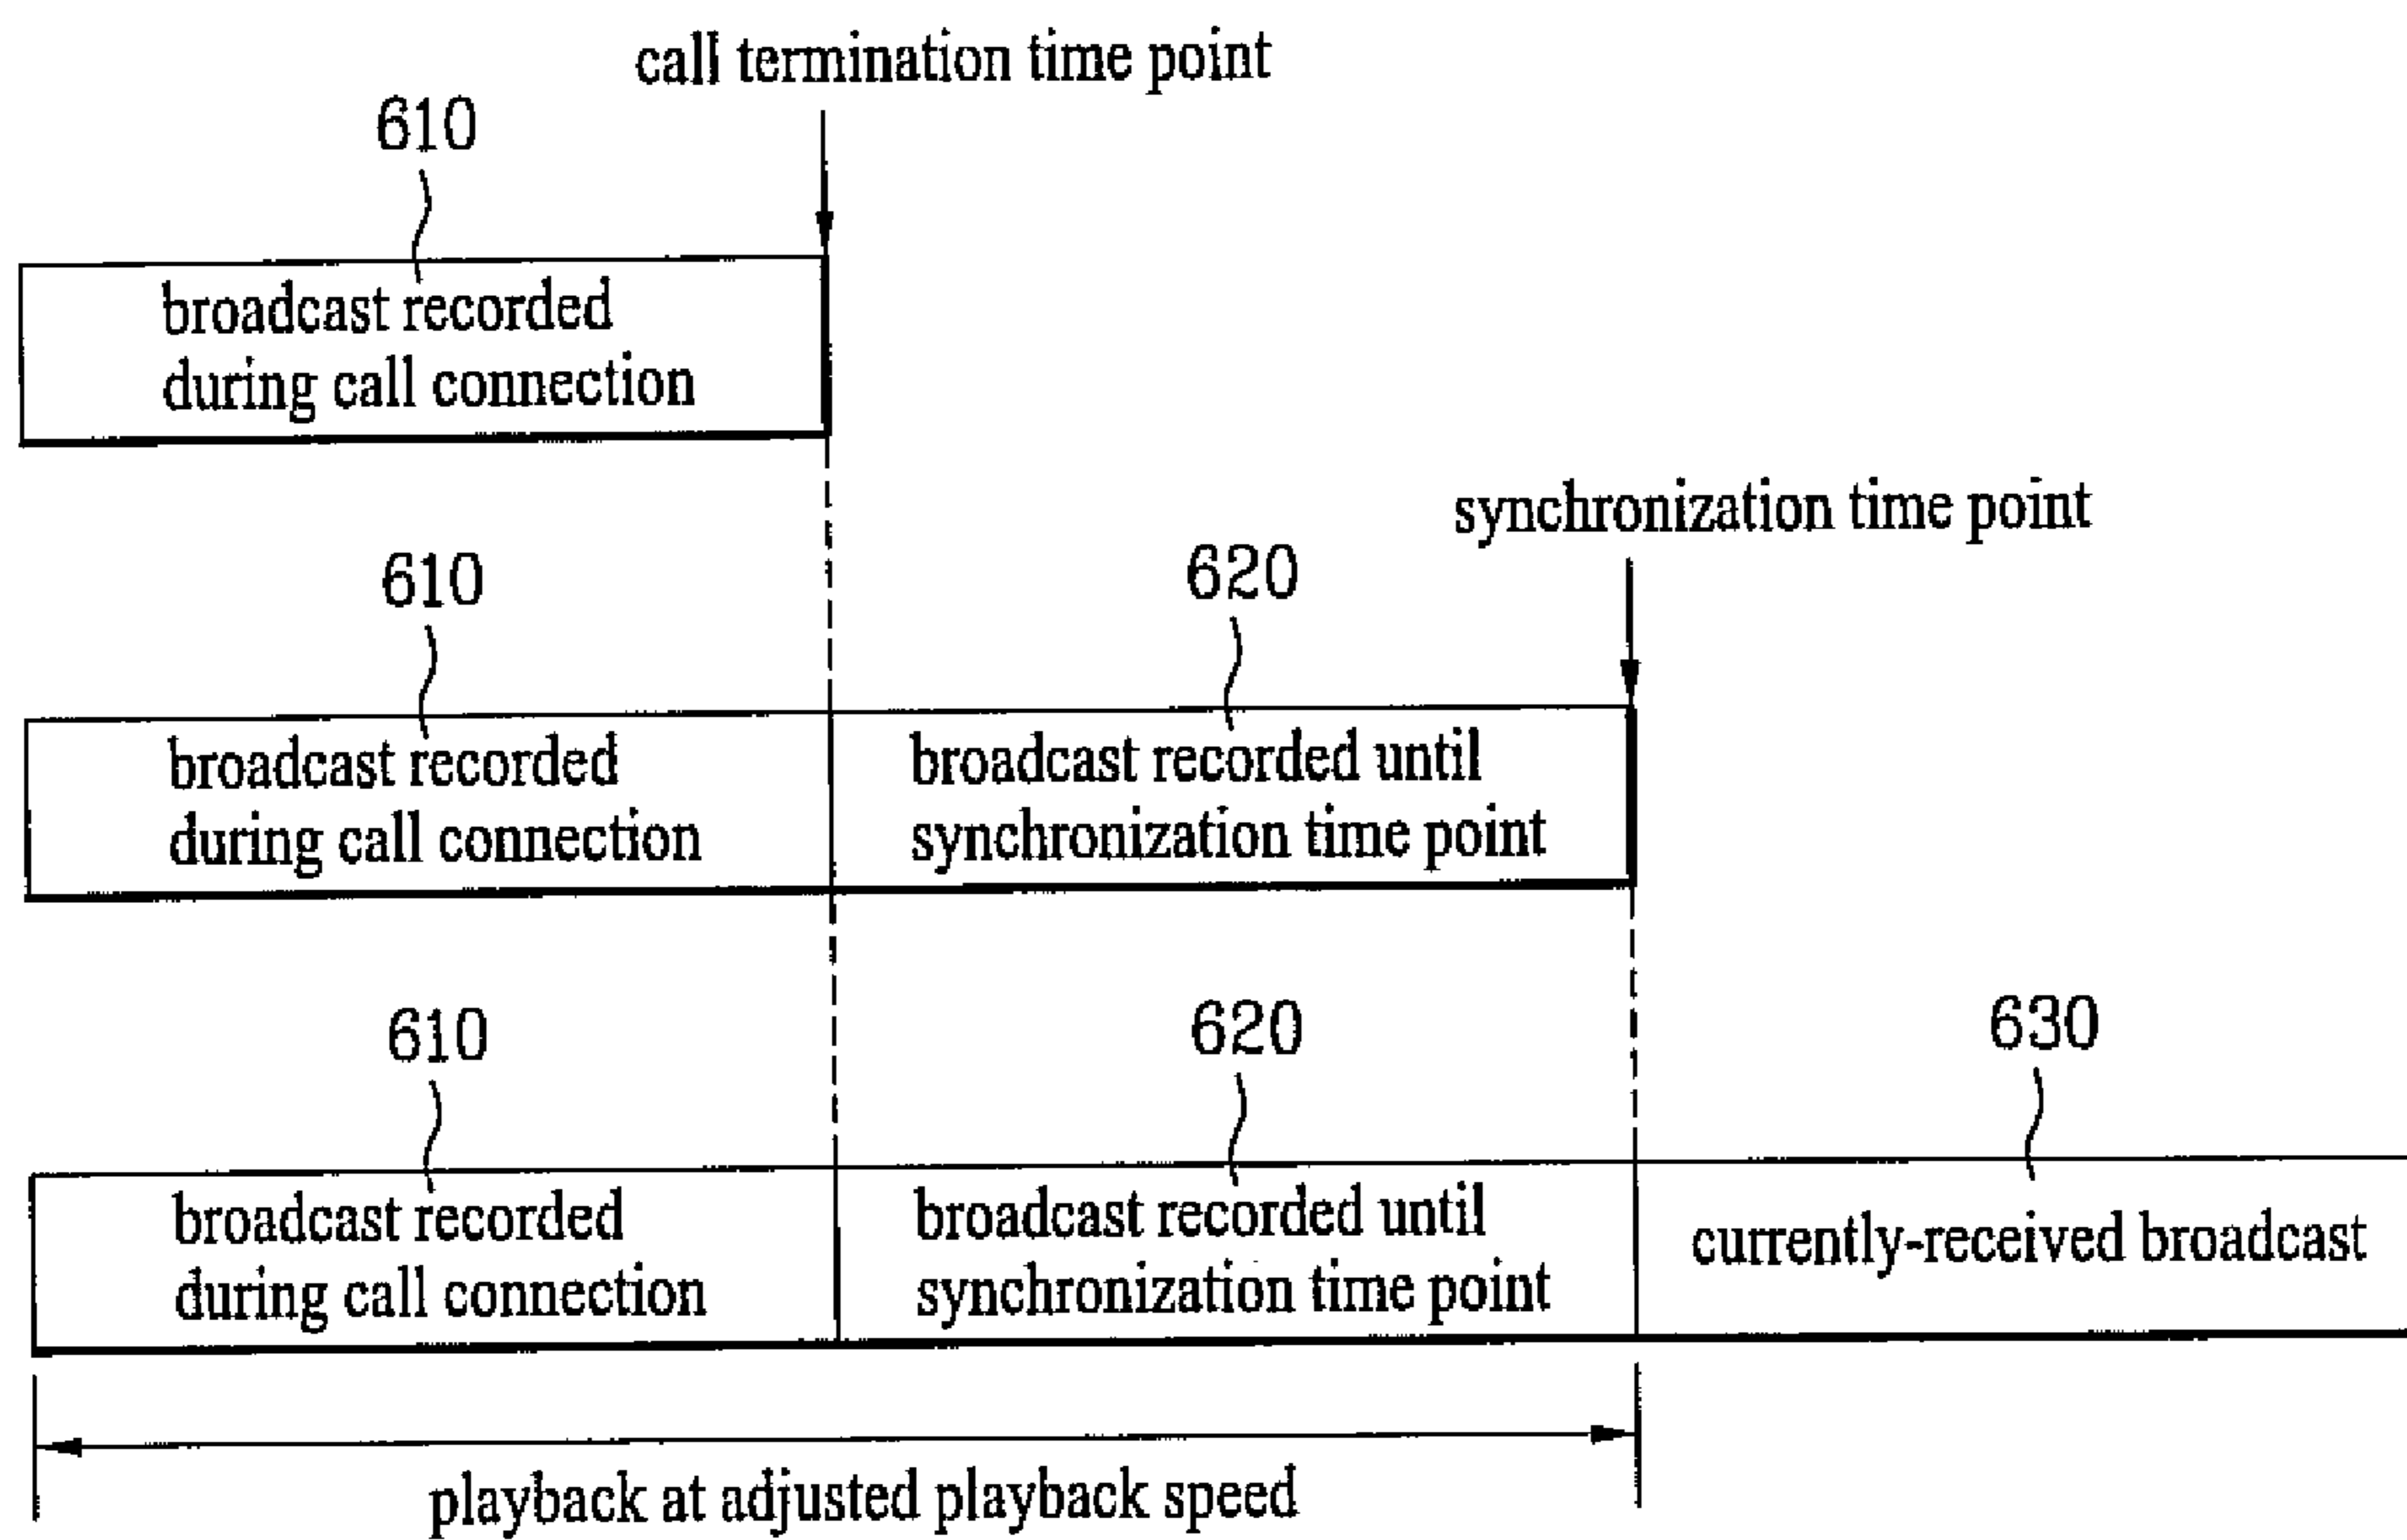 call termination time point
610
broadcast recorded
during call connection
synchronization time point
610
620
broadcast recorded
during call connection
broadcast recorded until
synchronization time point
610
620
630
broadcast recorded
during call connection
broadcast recorded until
synchronization time point
currently-received broadcast
playback at adjusted playback speed